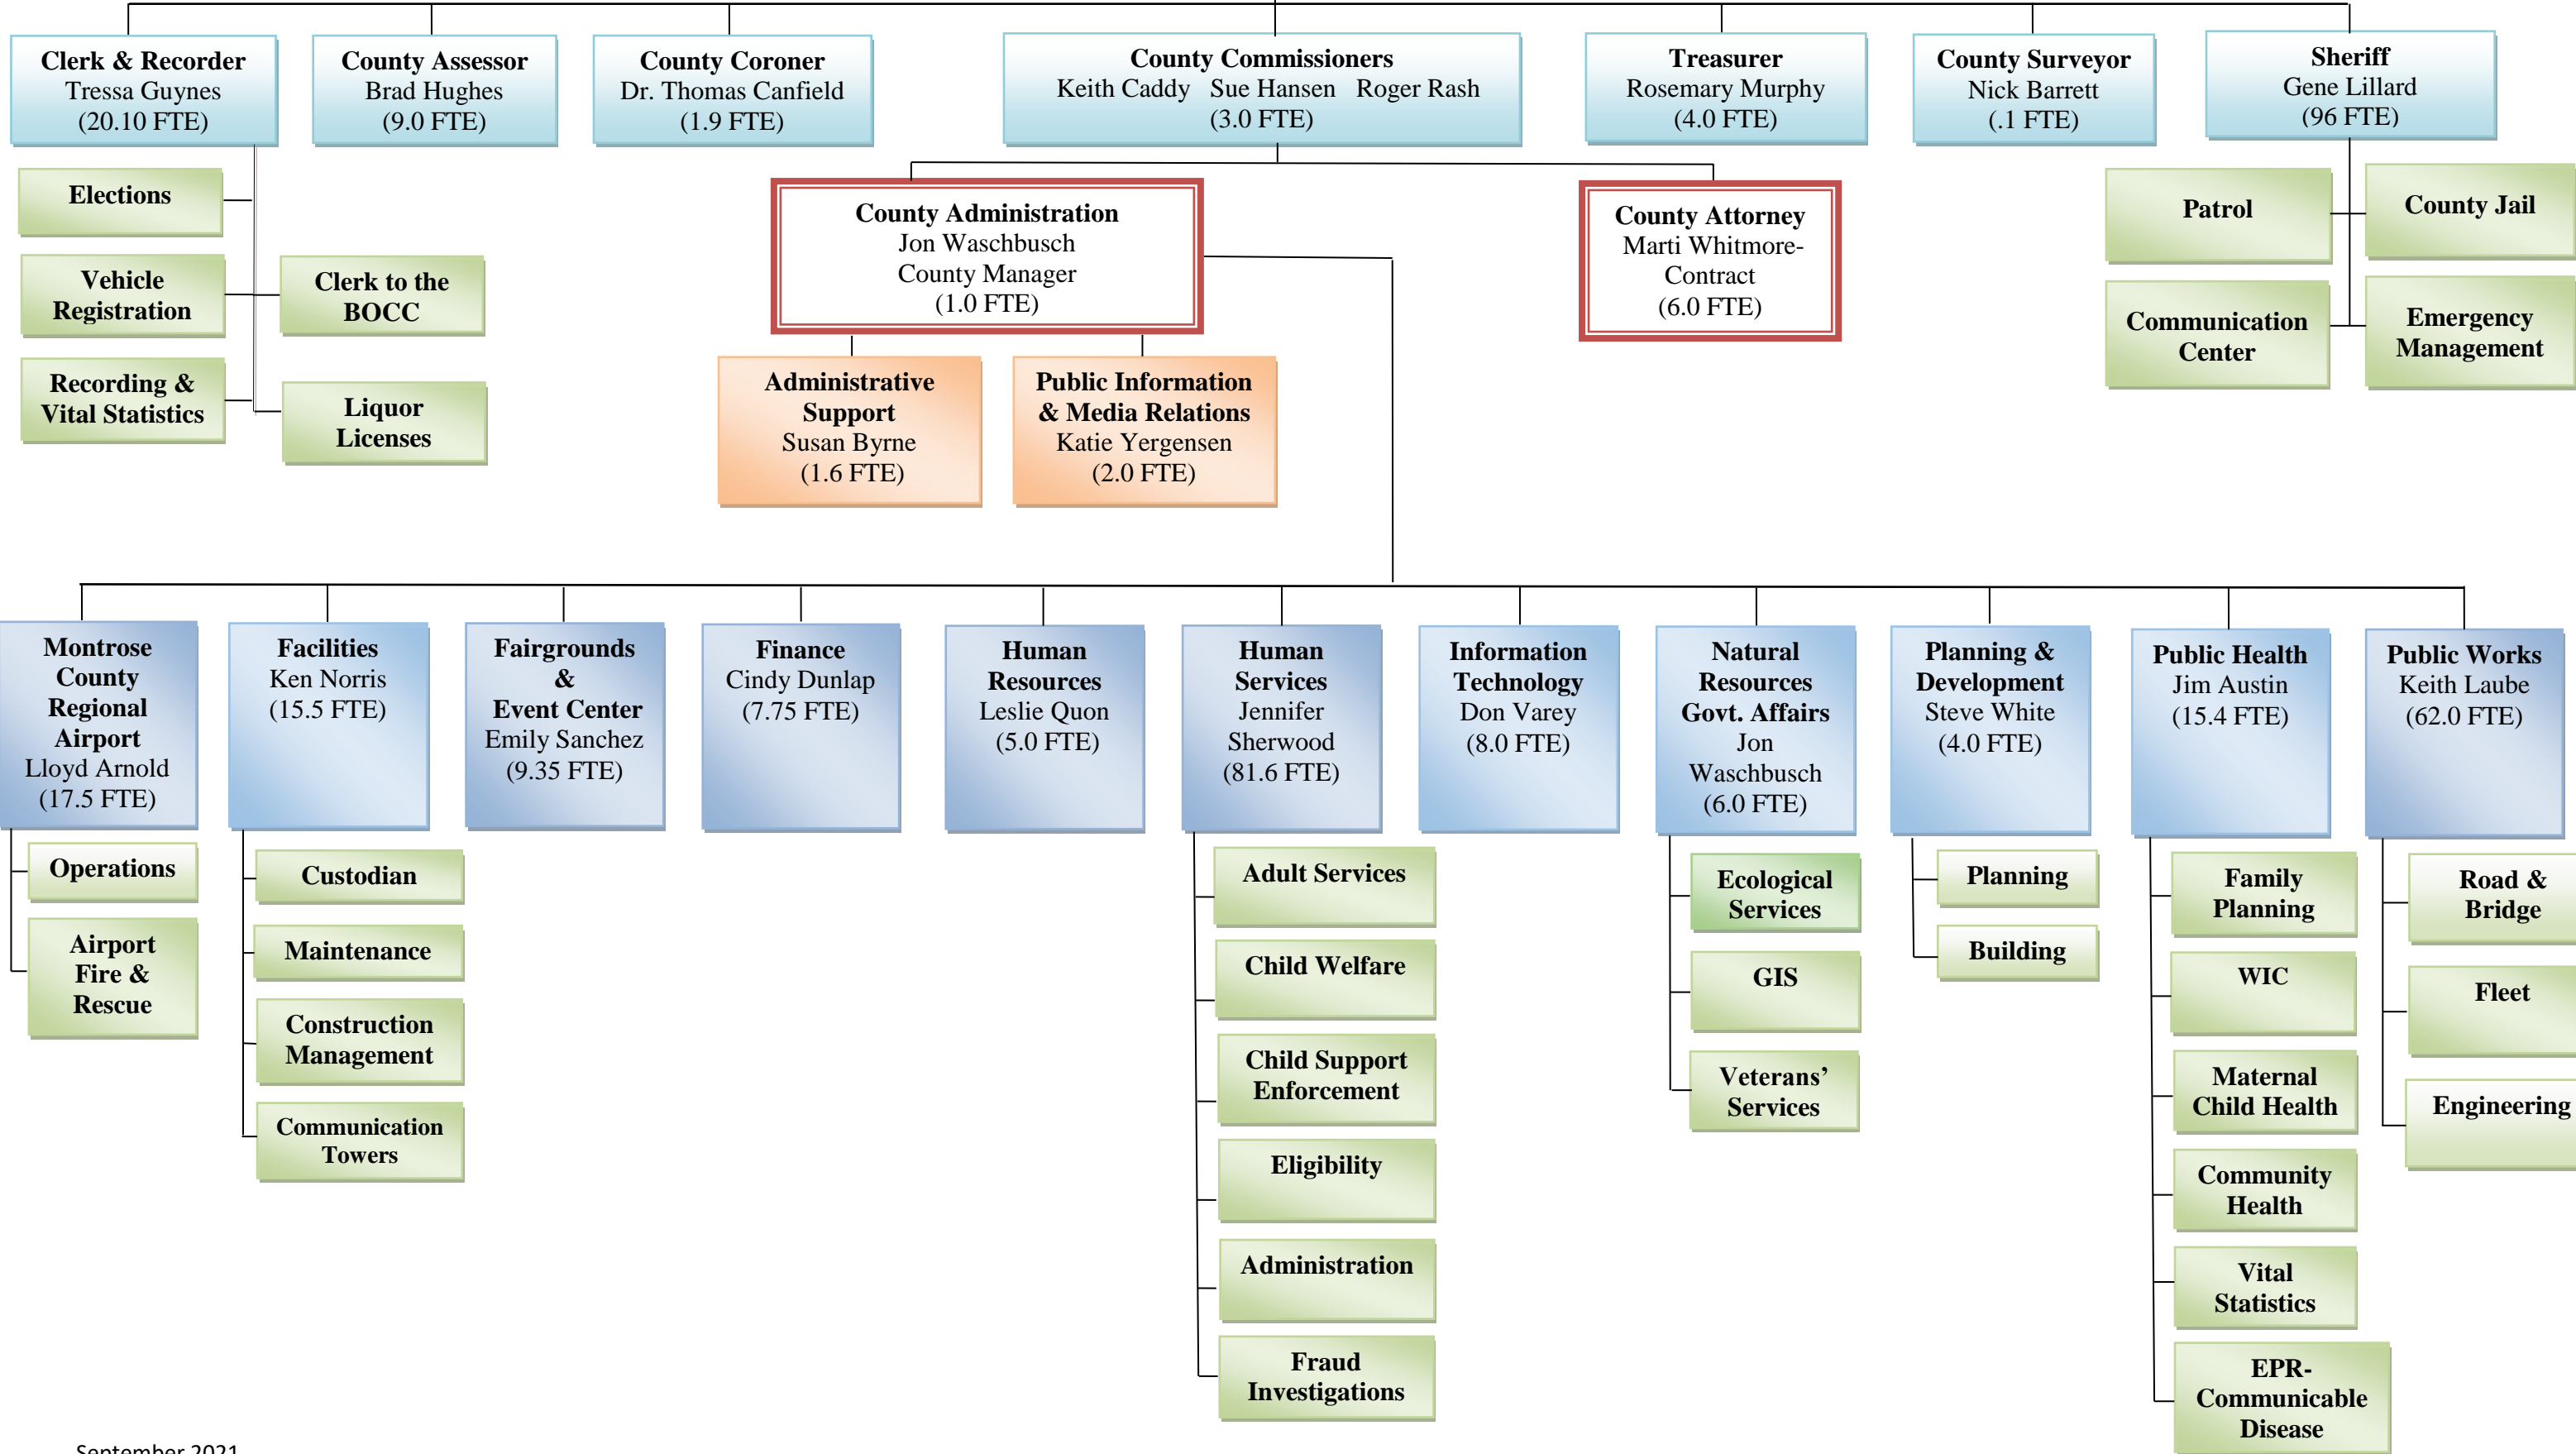 Clerk & Recorder
Tressa Guynes
(20.10 FTE)
County Assessor
Brad Hughes
(9.0 FTE)
County Coroner
Dr. Thomas Canfield
(1.9 FTE)
County Commissioners
Keith Caddy Sue Hansen Roger Rash
(3.0 FTE)
Treasurer
Rosemary Murphy
(4.0 FTE)
County Surveyor
Nick Barrett
(.1 FTE)
Sheriff
Gene Lillard
(96 FTE)
Elections
Vehicle
Registration
Recording &
Vital Statistics
Clerk to the
BOCC
Liquor
Licenses
County Administration
Jon Waschbusch
County Manager
(1.0 FTE)
County Attorney
Marti Whitmore-
Contract
(6.0 FTE)
Patrol
County Jail
Communication
Center
Emergency
Management
Administrative
Support
Susan Byrne
(1.6 FTE)
Public Information
& Media Relations
Katie Yergensen
(2.0 FTE)
Montrose
County
Regional
Airport
Lloyd Arnold
(17.5 FTE)
Facilities
Ken Norris
(15.5 FTE)
Fairgrounds
&
Event Center
Emily Sanchez
(9.35 FTE)
Finance
Cindy Dunlap
(7.75 FTE)
Human
Resources
Leslie Quon
(5.0 FTE)
Human
Services
Jennifer
Sherwood
(81.6 FTE)
Information
Technology
Don Varey
(8.0 FTE)
Natural
Resources
Govt. Affairs
Jon
Waschbusch
(6.0 FTE)
Planning &
Development
Steve White
(4.0 FTE)
Public Health
Jim Austin
(15.4 FTE)
Public Works
Keith Laube
(62.0 FTE)
Operations
Airport
Fire &
Rescue
Custodian
Maintenance
Construction
Management
Communication
Towers
Adult Services
Child Welfare
Child Support
Enforcement
Eligibility
Administration
Fraud
Investigations
Ecological
Services
GIS
Veterans’
Services
Planning
Building
Family
Planning
WIC
Maternal
Child Health
Community
Health
Vital
Statistics
EPR-
Communicable
Disease
Road &
Bridge
Fleet
Engineering
September 2021